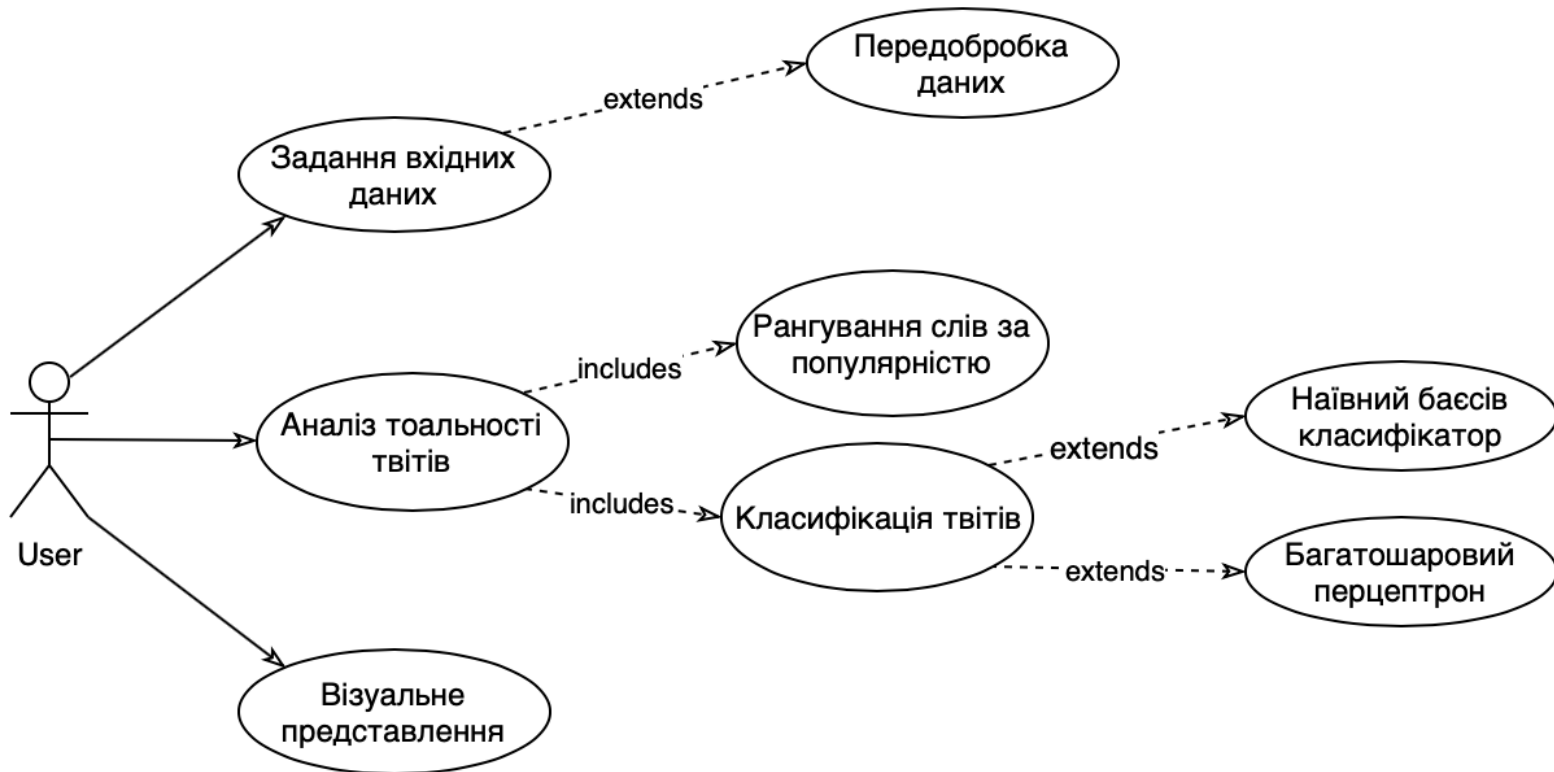 Передобробка
даних
extends
Задання вхідних
даних
Рангування слів за
популярністю
includes
Аналіз тоальності
твітів
Наївний баєсів
класифікатор
extends
includes
Класифікація твітів
extends
Багатошаровий
перцептрон
User
Візуальне
представлення